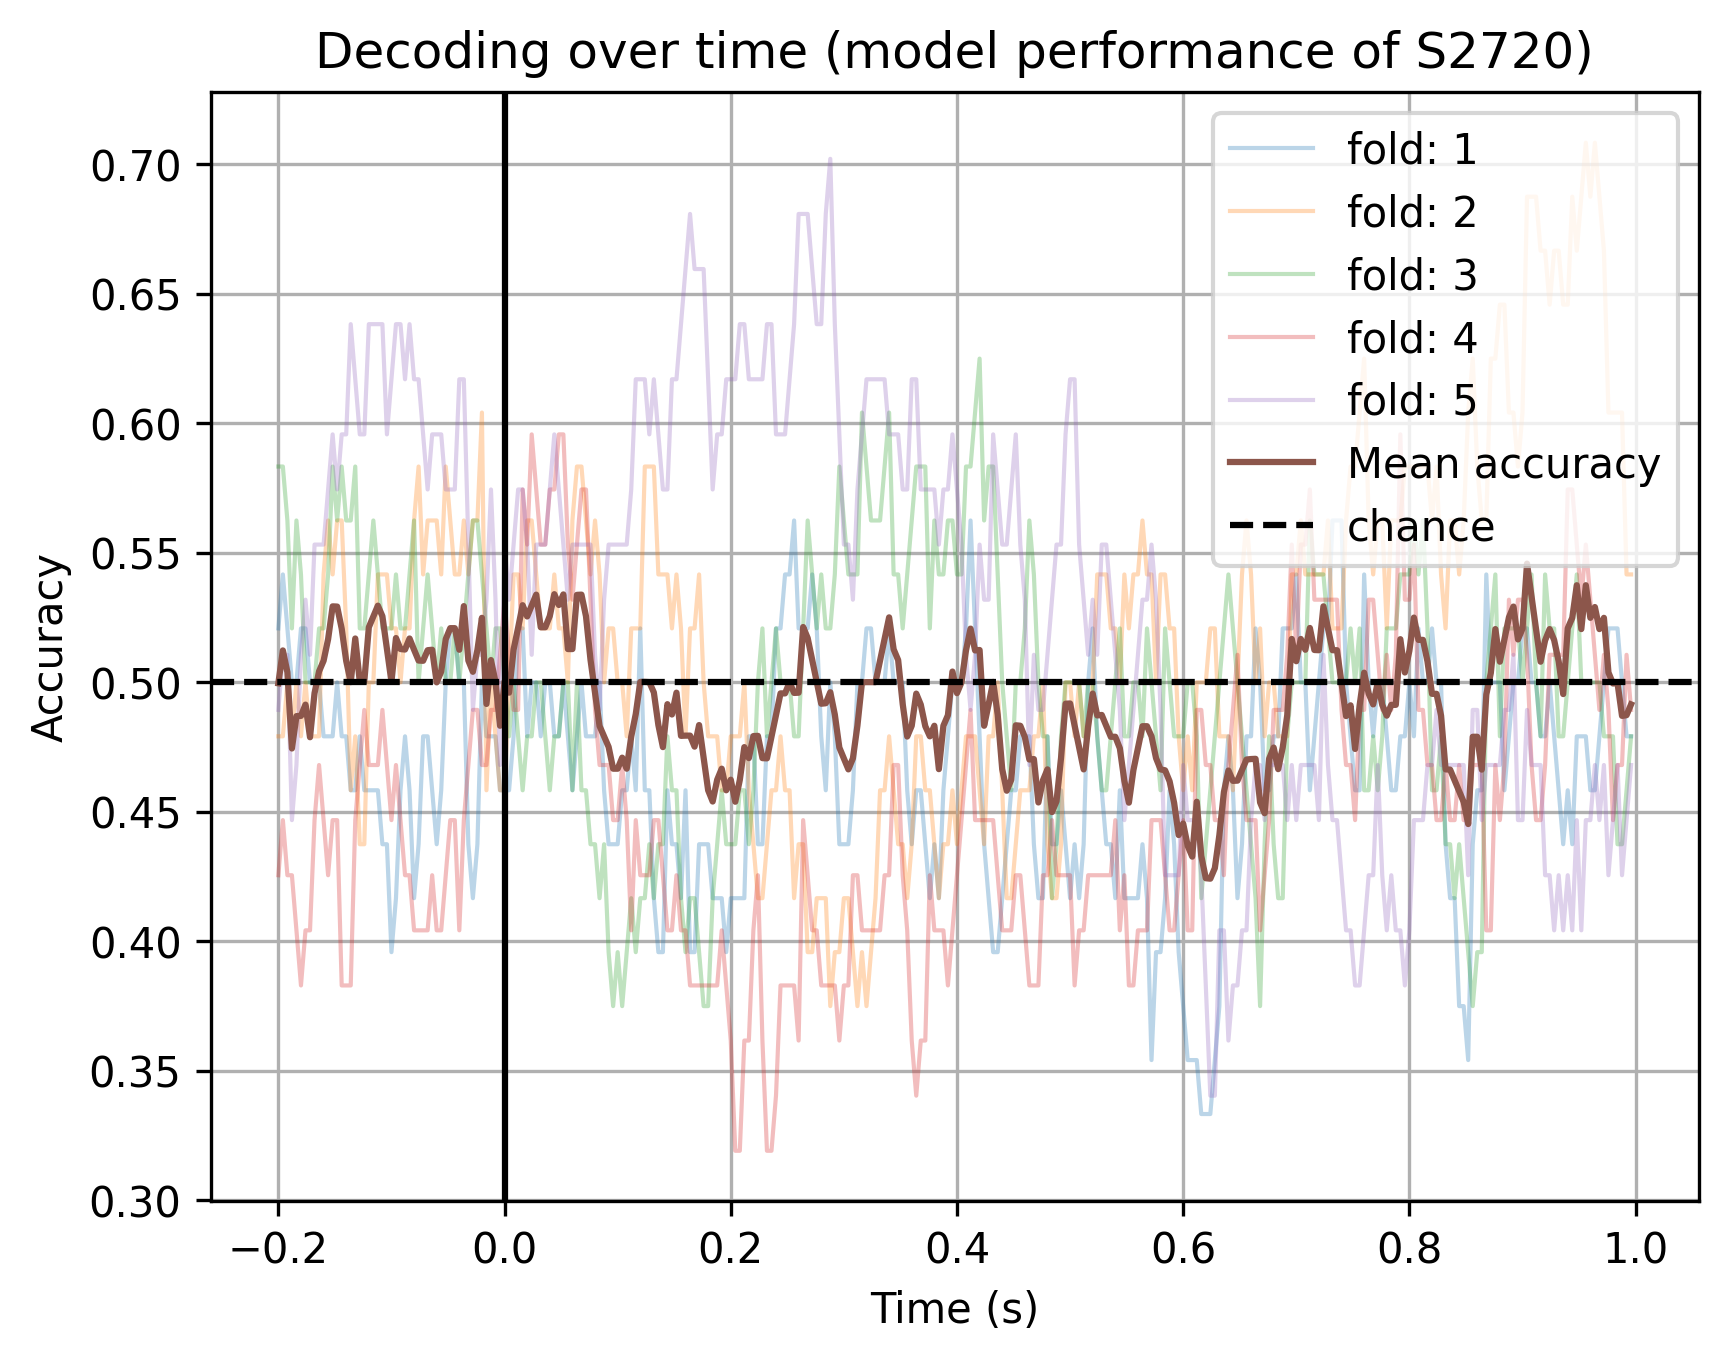 Decoding over time (model performance of S2720)
Accuracy
0.70
0.65
0.60
0.55
0.50
0.45
0.40
0.35
0.30
fold: 1
fold: 2
fold: 3
fold: 4
fold: 5
Mean accuracy
chance
−0.2
0.0
0.2
0.4
0.6
0.8
1.0
Time (s)